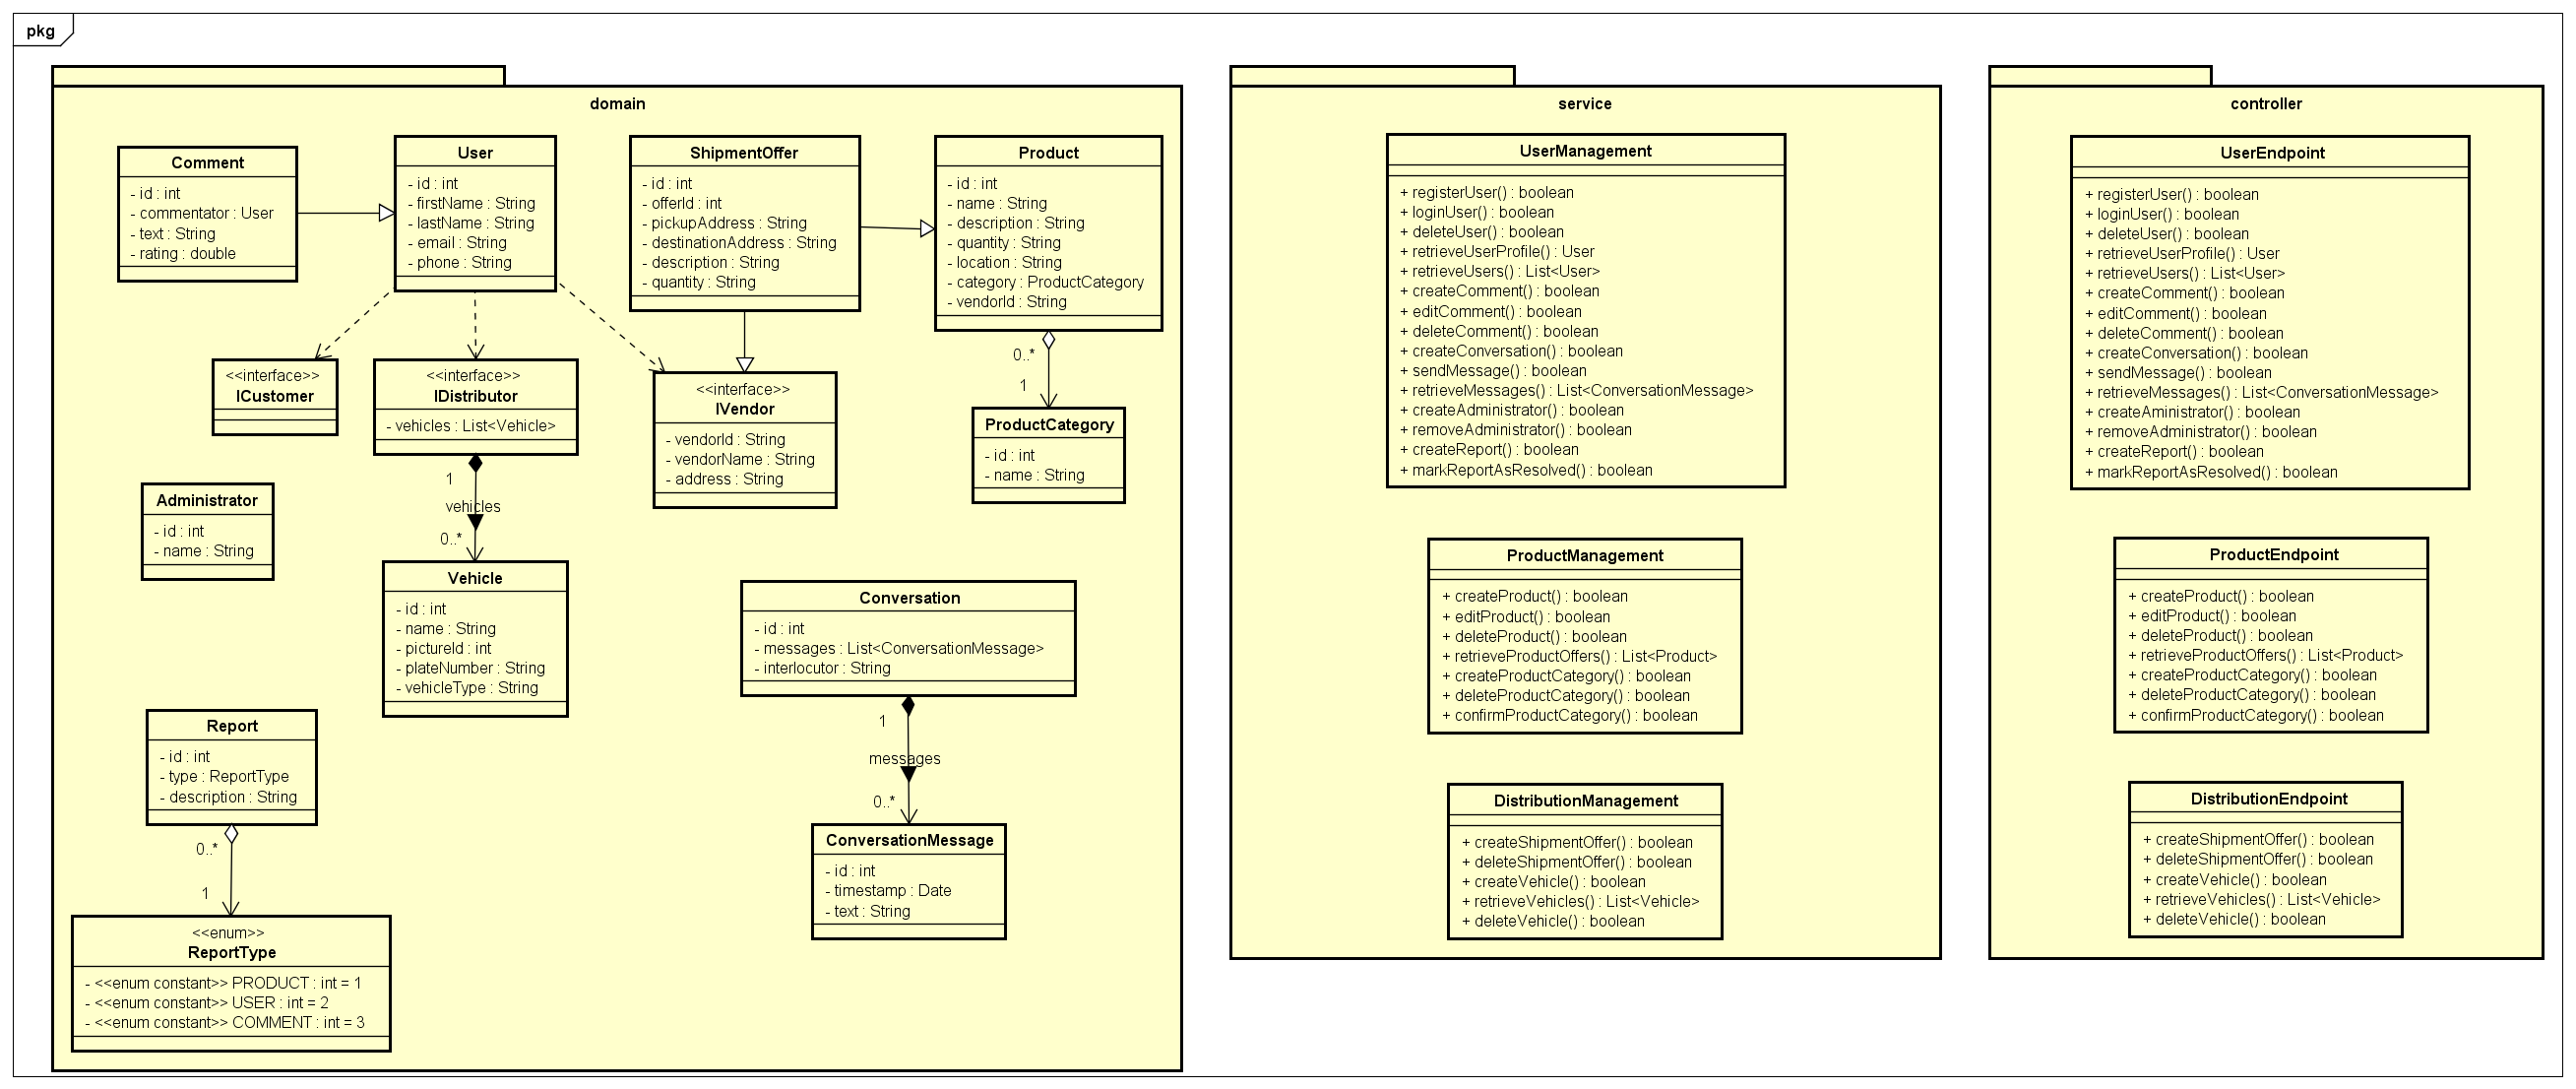 pkg
domain
Comment
- id : int
- commentator : User
- text : String
- rating : double
User
- id : int
- firstName : String
- lastName : String
- email : String
- phone : String
ShipmentOffer
- id : int
- offerId : int
- pickupAddress : String
- destinationAddress : String
- description : String
- quantity : String
Product
- id : int
- name : String
- description : String
- quantity : String
- location : String
- category : ProductCategory
- vendorId : String
<<interface>>
ICustomer
<<interface>>
IDistributor
- vehicles : List<Vehicle>
<<interface>>
IVendor
- vendorId : String
- vendorName : String
- address : String
0..*
1
ProductCategory
- id : int
- name : String
Administrator
- id : int
- name : String
1
vehicles
0..*
Vehicle
- id : int
- name : String
- pictureId : int
- plateNumber : String
- vehicleType : String
Conversation
- id : int
- messages : List<ConversationMessage>
- interlocutor : String
1
messages
0..*
ConversationMessage
- id : int
- timestamp : Date
- text : String
Report
- id : int
- type : ReportType
- description : String
0..*
1
<<enum>>
ReportType
- <<enum constant>> PRODUCT : int = 1
- <<enum constant>> USER : int = 2
- <<enum constant>> COMMENT : int = 3
service
UserManagement
+ registerUser() : boolean
+ loginUser() : boolean
+ deleteUser() : boolean
+ retrieveUserProfile() : User
+ retrieveUsers() : List<User>
+ createComment() : boolean
+ editComment() : boolean
+ deleteComment() : boolean
+ createConversation() : boolean
+ sendMessage() : boolean
+ retrieveMessages() : List<ConversationMessage>
+ createAdministrator() : boolean
+ removeAdministrator() : boolean
+ createReport() : boolean
+ markReportAsResolved() : boolean
ProductManagement
+ createProduct() : boolean
+ editProduct() : boolean
+ deleteProduct() : boolean
+ retrieveProductOffers() : List<Product>
+ createProductCategory() : boolean
+ deleteProductCategory() : boolean
+ confirmProductCategory() : boolean
DistributionManagement
+ createShipmentOffer() : boolean
+ deleteShipmentOffer() : boolean
+ createVehicle() : boolean
+ retrieveVehicles() : List<Vehicle>
+ deleteVehicle() : boolean
controller
UserEndpoint
+ registerUser() : boolean
+ loginUser() : boolean
+ deleteUser() : boolean
+ retrieveUserProfile() : User
+ retrieveUsers() : List<User>
+ createComment() : boolean
+ editComment() : boolean
+ deleteComment() : boolean
+ createConversation() : boolean
+ sendMessage() : boolean
+ retrieveMessages() : List<ConversationMessage>
+ createAministrator() : boolean
+ removeAdministrator() : boolean
+ createReport() : boolean
+ markReportAsResolved() : boolean
ProductEndpoint
+ createProduct() : boolean
+ editProduct() : boolean
+ deleteProduct() : boolean
+ retrieveProductOffers() : List<Product>
+ createProductCategory() : boolean
+ deleteProductCategory() : boolean
+ confirmProductCategory() : boolean
DistributionEndpoint
+ createShipmentOffer() : boolean
+ deleteShipmentOffer() : boolean
+ createVehicle() : boolean
+ retrieveVehicles() : List<Vehicle>
+ deleteVehicle() : boolean